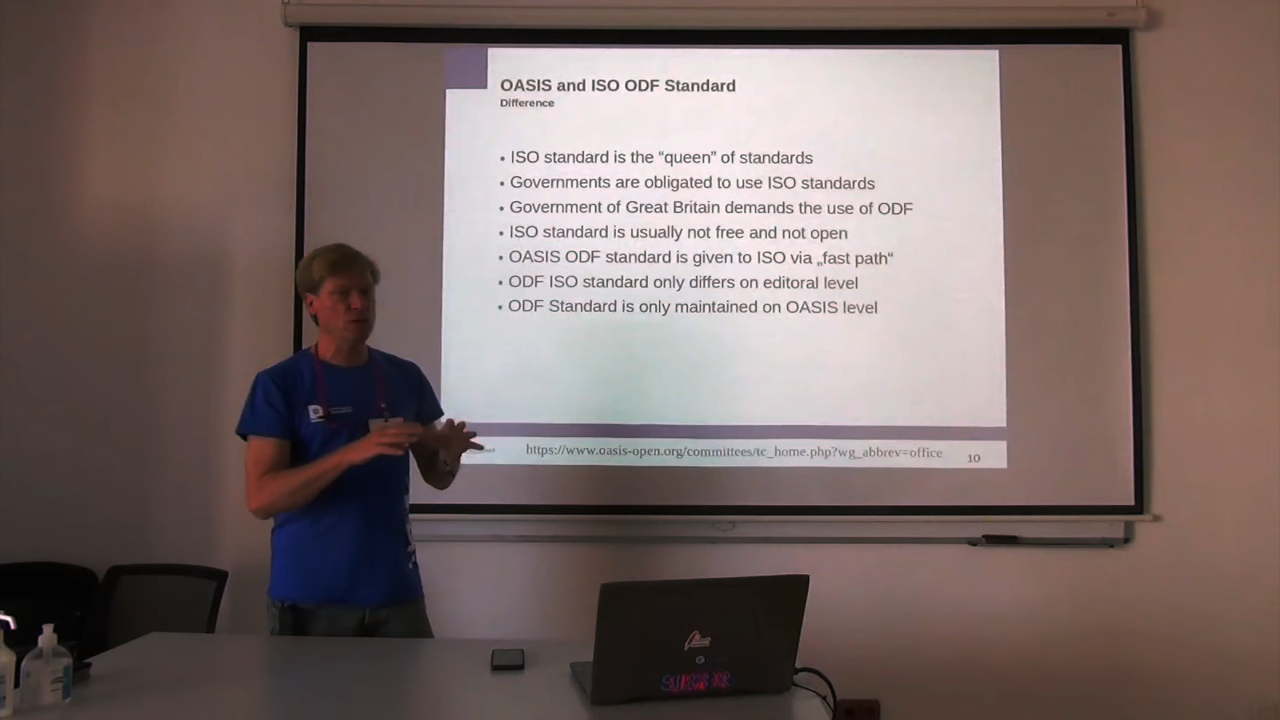 OASIS and ISO ODF Standard
Difference
• ISO standard is the “queen” of standards
• Governments are obligated to use ISO standards
• Government of Great Britain demands the use of ODF
• ISO standard is usually not free and not open
• OASIS ODF standard is given to ISO via „fast path“
• ODF ISO standard only differs on editoral level
• ODF Standard is only maintained on OASIS level
https://www.oasis-open.org/committees/tc_home.php?wg_abbrev=office
10